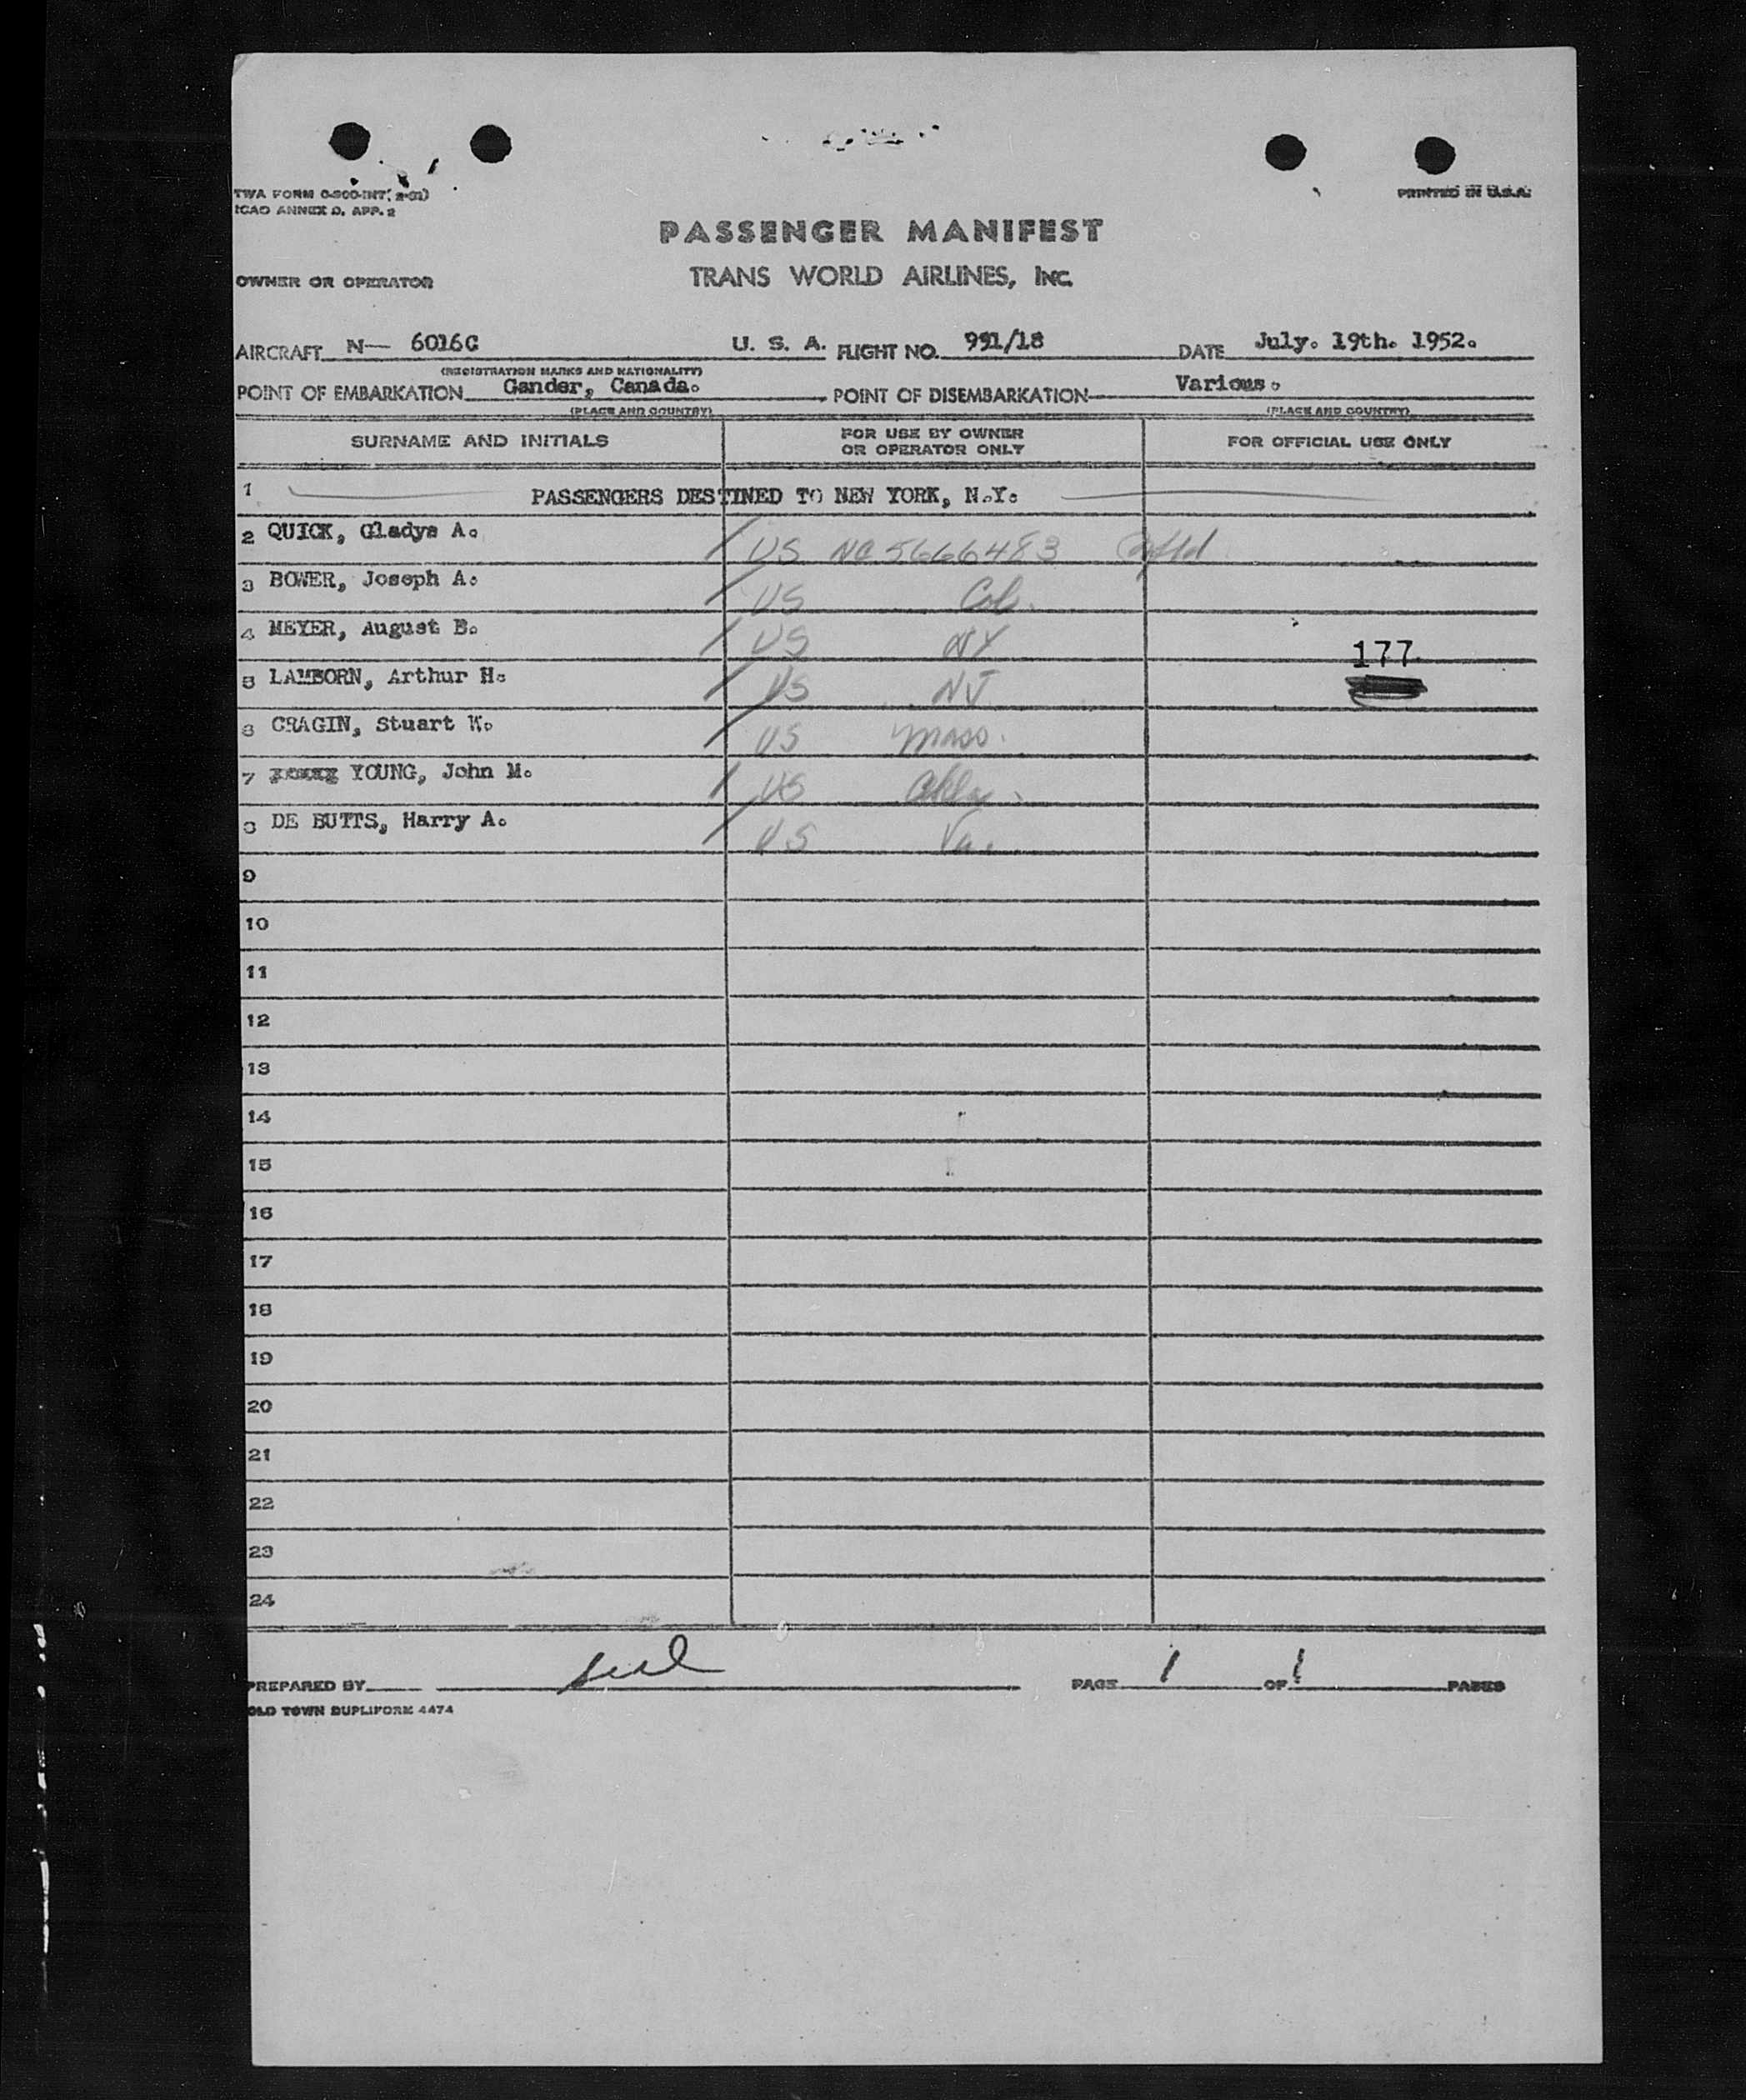 TWA FORM
ICAO ANNEX 9, APP. 2
PRINTED IN U.S.A.
PASSENGER MANIFEST
OWNER OR OPERATOR
TRANS WORLD AIRLINES, INC.
AIRCRAFT N— 6016C U. S. A. FLIGHT NO. 991/18 DATE July. 19th. 1952.
(REGISTRATION MARKS AND NATIONALITY)
POINT OF EMBARKATION Gander, Canada. POINT OF DISEMBARKATION Various.
(PLACE AND COUNTRY) (PLACE AND COUNTRY)
SURNAME AND INITIALS FOR USE BY OWNER OR OPERATOR ONLY FOR OFFICIAL USE ONLY
1 PASSENGERS DESTINED TO NEW YORK, N.Y.
2 QUICK, Gladys A. US NC 5666483
3 BOWER, Joseph A. US Col.
4 MEYER, August B. US NY
177
5 LAMBORN, Arthur H. US NJ
6 CRAGIN, Stuart W. US Mass.
7 YOUNG, John M. US Okla.
8 DE BUTTS, Harry A. US Va.
9
10
11
12
13
14
15
16
17
18
19
20
21
22
23
24
PREPARED BY PAGE 1 OF 1 PAGES
OLD TOWN DUPLIFORM 4474